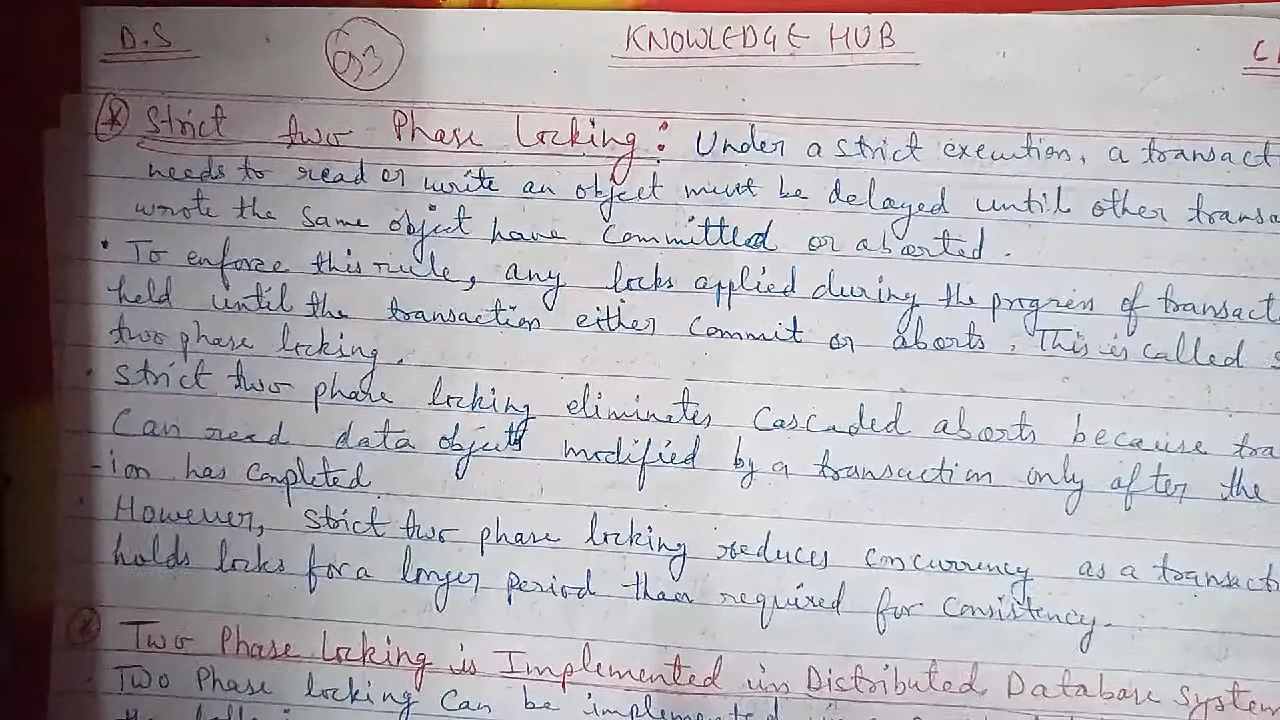 D.S KNOWLEDGE HUB
Strict two Phase locking: Under a strict execution, a transact
needs to read or write an object must be delayed until other transa
wrote the same object have committed or aborted.
• To enforce this rule, any locks applied during the progress of transact
held until the transaction either commit or aborts. This is called s
two phase locking.
• Strict two phase locking eliminates cascaded aborts because tra
Can read data objects modified by a transaction only after the
-ion has completed
• However, strict two phase locking reduces concurrency as a transact
holds locks for a longer period than required for consistency.
Two Phase Locking is Implemented in Distributed Database System
• Two Phase locking can be implemented